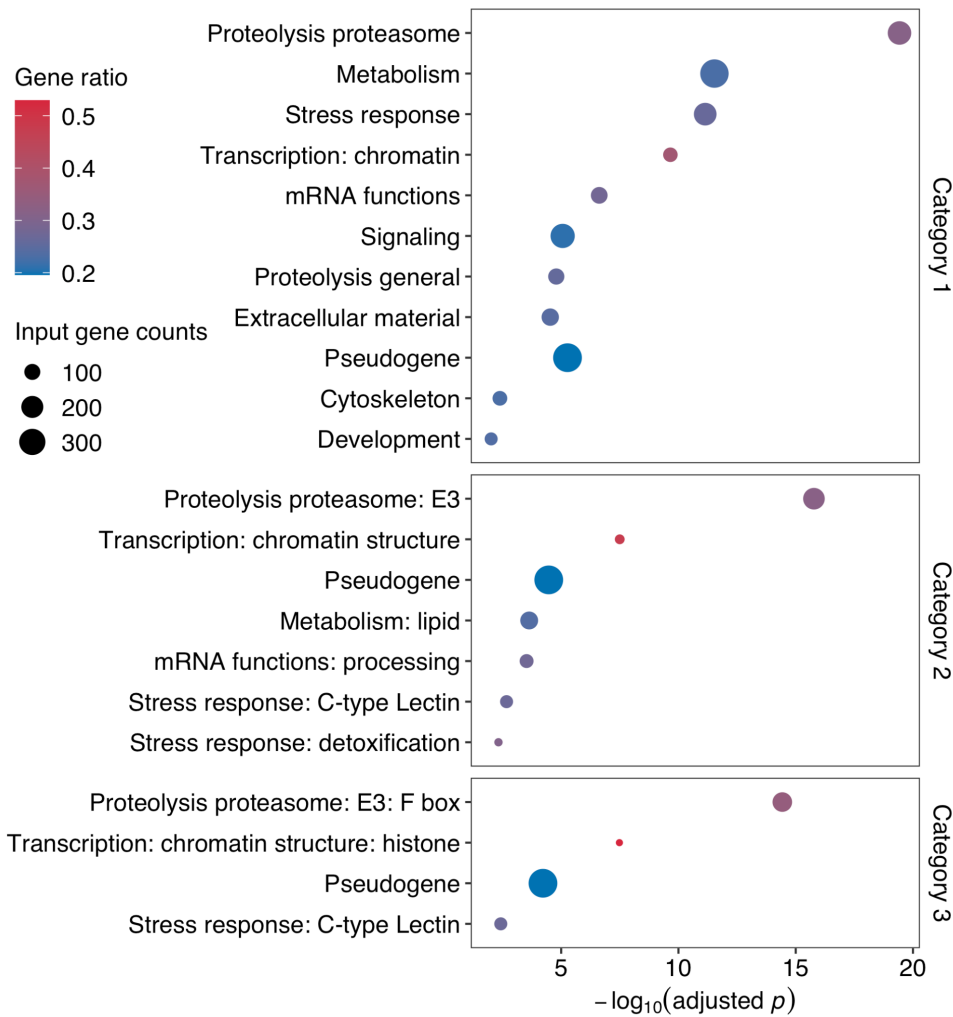 Gene ratio
0.5
0.4
0.3
0.2
Input gene counts
100
200
300
Proteolysis proteasome
Metabolism
Stress response
Transcription: chromatin
mRNA functions
Signaling
Proteolysis general
Extracellular material
Pseudogene
Cytoskeleton
Development
Category 1
Proteolysis proteasome: E3
Transcription: chromatin structure
Pseudogene
Metabolism: lipid
mRNA functions: processing
Stress response: C-type Lectin
Stress response: detoxification
Category 2
Proteolysis proteasome: E3: F box
Transcription: chromatin structure: histone
Pseudogene
Stress response: C-type Lectin
Category 3
5 10 15 20
−log₁₀(adjusted p)